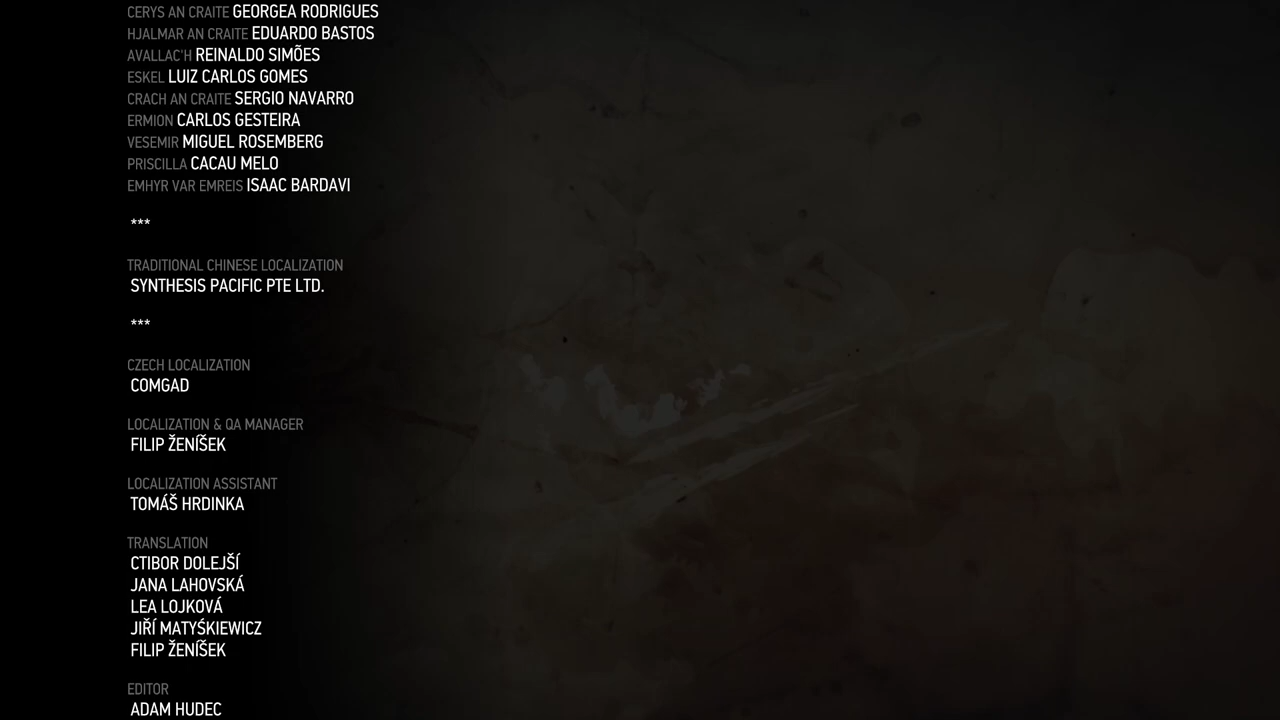 CERYS AN CRAITE GEORGEA RODRIGUES
HJALMAR AN CRAITE EDUARDO BASTOS
AVALLAC'H REINALDO SIMÕES
ESKEL LUIZ CARLOS GOMES
CRACH AN CRAITE SERGIO NAVARRO
ERMION CARLOS GESTEIRA
VESEMIR MIGUEL ROSEMBERG
PRISCILLA CACAU MELO
EMHYR VAR EMREIS ISAAC BARDAVI
***
TRADITIONAL CHINESE LOCALIZATION
SYNTHESIS PACIFIC PTE LTD.
***
CZECH LOCALIZATION
COMGAD
LOCALIZATION & QA MANAGER
FILIP ŽENÍŠEK
LOCALIZATION ASSISTANT
TOMÁŠ HRDINKA
TRANSLATION
CTIBOR DOLEJŠÍ
JANA LAHOVSKÁ
LEA LOJKOVÁ
JIŘÍ MATYŚKIEWICZ
FILIP ŽENÍŠEK
EDITOR
ADAM HUDEC